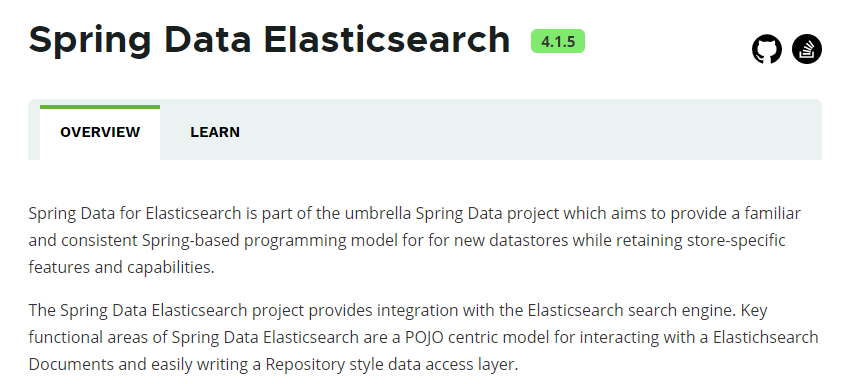 Spring Data Elasticsearch 4.1.5
OVERVIEW LEARN
Spring Data for Elasticsearch is part of the umbrella Spring Data project which aims to provide a familiar
and consistent Spring-based programming model for for new datastores while retaining store-specific
features and capabilities.
The Spring Data Elasticsearch project provides integration with the Elasticsearch search engine. Key
functional areas of Spring Data Elasticsearch are a POJO centric model for interacting with a Elastichsearch
Documents and easily writing a Repository style data access layer.